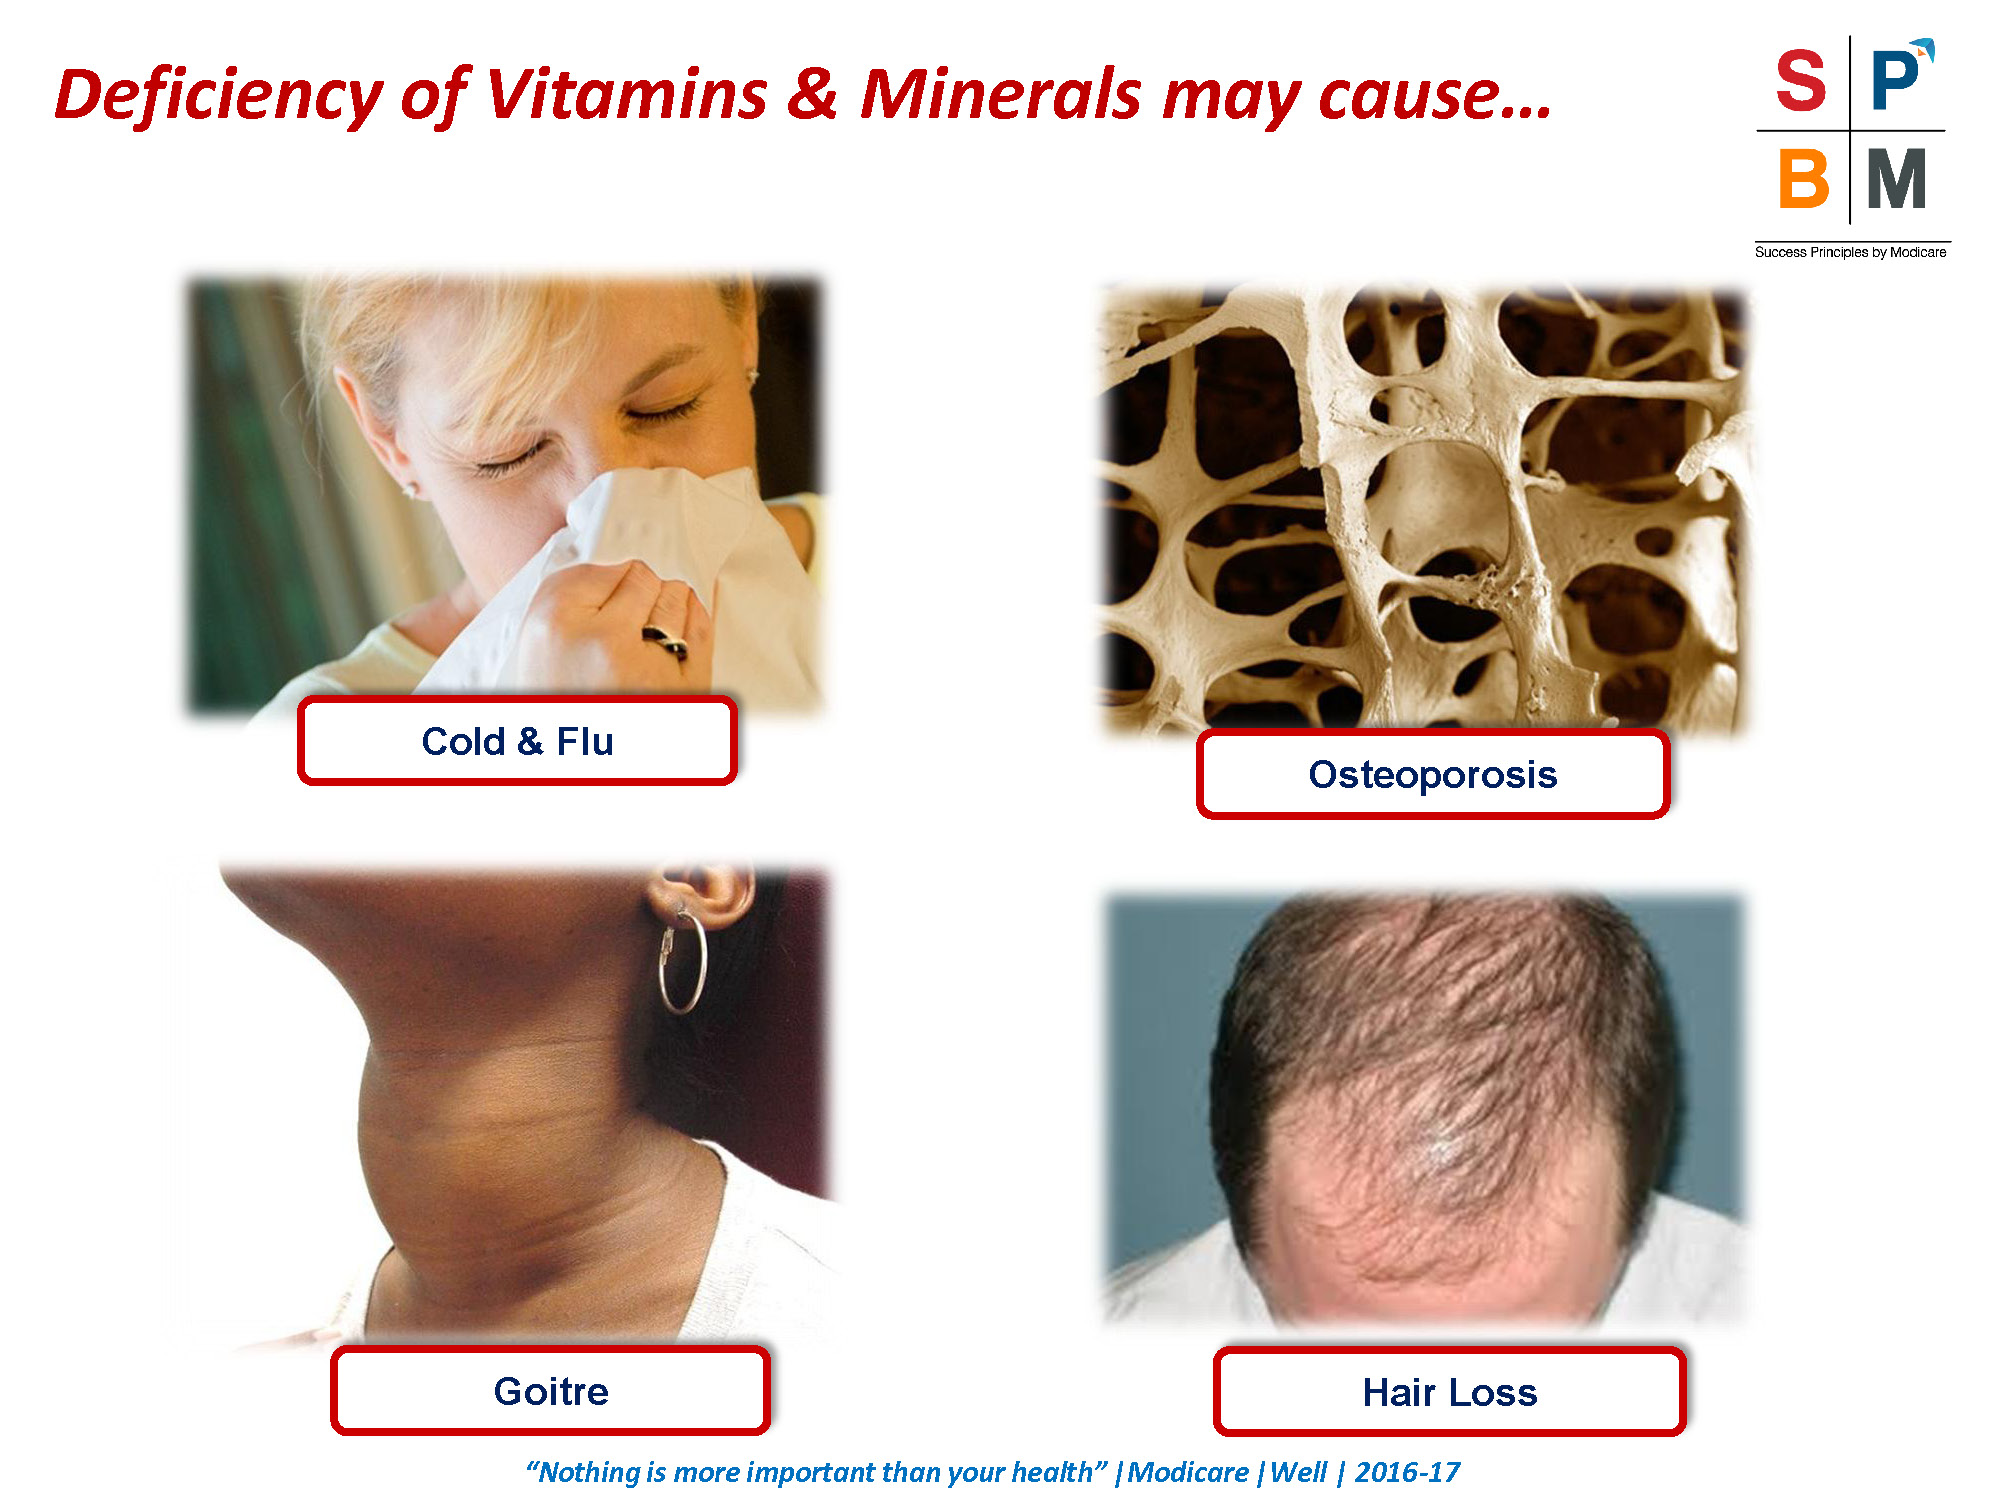 Deficiency of Vitamins & Minerals may cause...
S P
B M
Success Principles by Modicare
Cold & Flu
Osteoporosis
Goitre
Hair Loss
“Nothing is more important than your health” |Modicare |Well | 2016-17